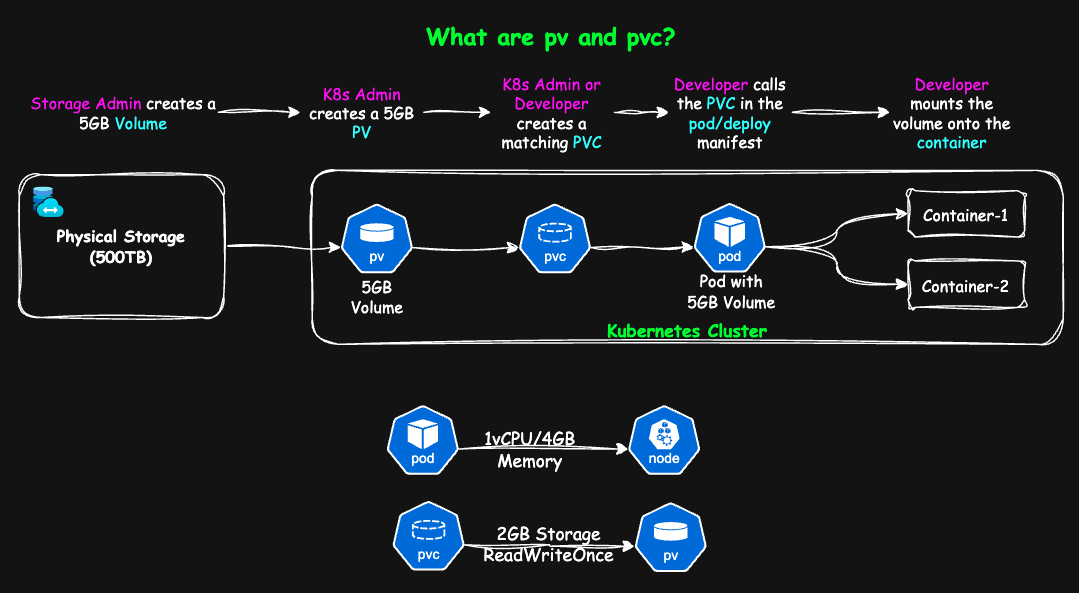 What are pv and pvc?
Storage Admin creates a
5GB Volume
K8s Admin
creates a 5GB
PV
K8s Admin or
Developer
creates a
matching PVC
Developer calls
the PVC in the
pod/deploy
manifest
Developer
mounts the
volume onto the
container
Physical Storage
(500TB)
pv
5GB
Volume
pvc
pod
Pod with
5GB Volume
Container-1
Container-2
Kubernetes Cluster
pod
1vCPU/4GB
Memory
node
pvc
2GB Storage
ReadWriteOnce
pv